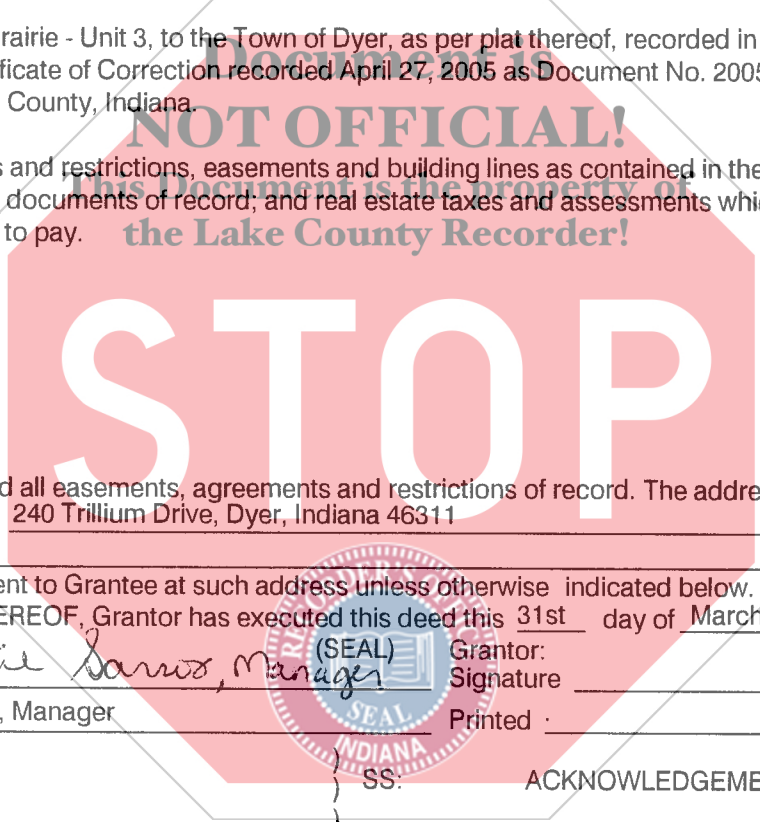 rairie - Unit 3, to the Town of Dyer, as per plat thereof, recorded in
Document is
ficate of Correction recorded April 27, 2005 as Document No. 2005
County, Indiana.
NOT OFFICIAL!
s and restrictions, easements and building lines as contained in the
This Document is the property of
documents of record; and real estate taxes and assessments whi
to pay.
the Lake County Recorder!
STOP
d all easements, agreements and restrictions of record. The addre
240 Trillium Drive, Dyer, Indiana 46311
ent to Grantee at such address unless otherwise indicated below.
EREOF, Grantor has executed this deed this 31st day of March
(SEAL) Grantor:
Manager
Signature
, Manager
Printed
RECORDER'S OFFICE
SEAL
INDIANA
) SS: ACKNOWLEDGEME
)
)